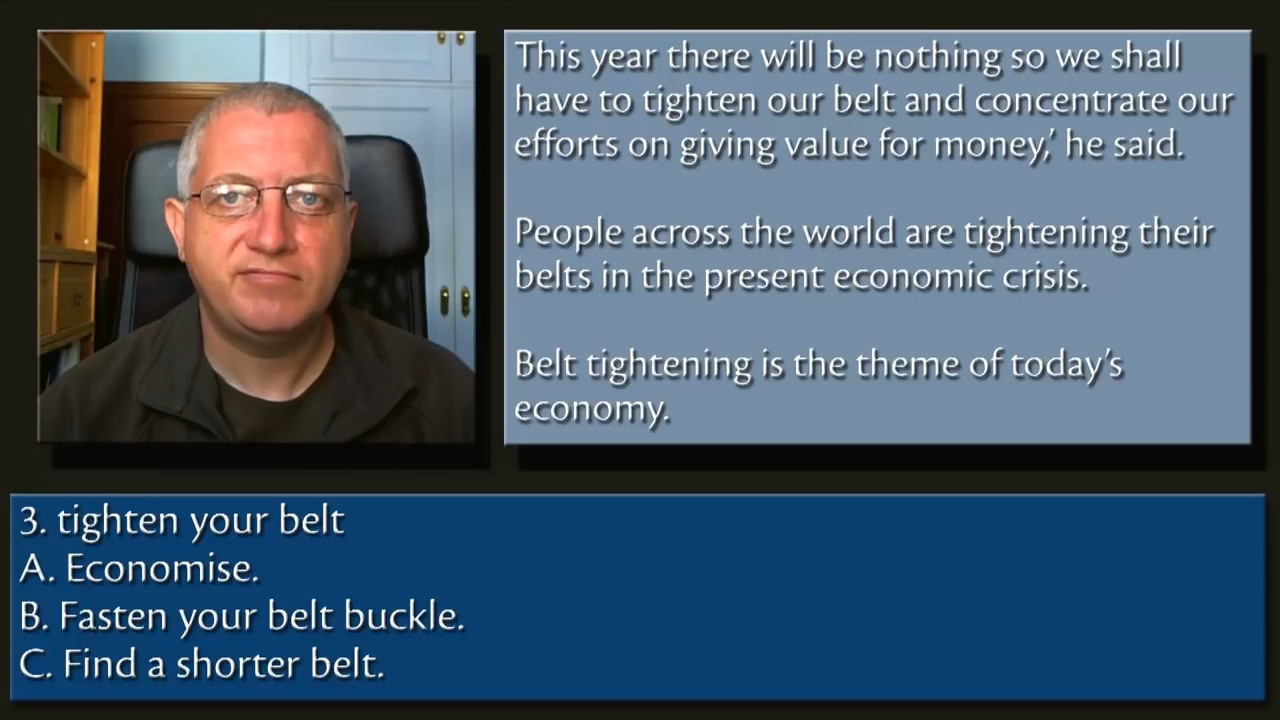 This year there will be nothing so we shall
have to tighten our belt and concentrate our
efforts on giving value for money,' he said.
People across the world are tightening their
belts in the present economic crisis.
Belt tightening is the theme of today's
economy.
3. tighten your belt
A. Economise.
B. Fasten your belt buckle.
C. Find a shorter belt.